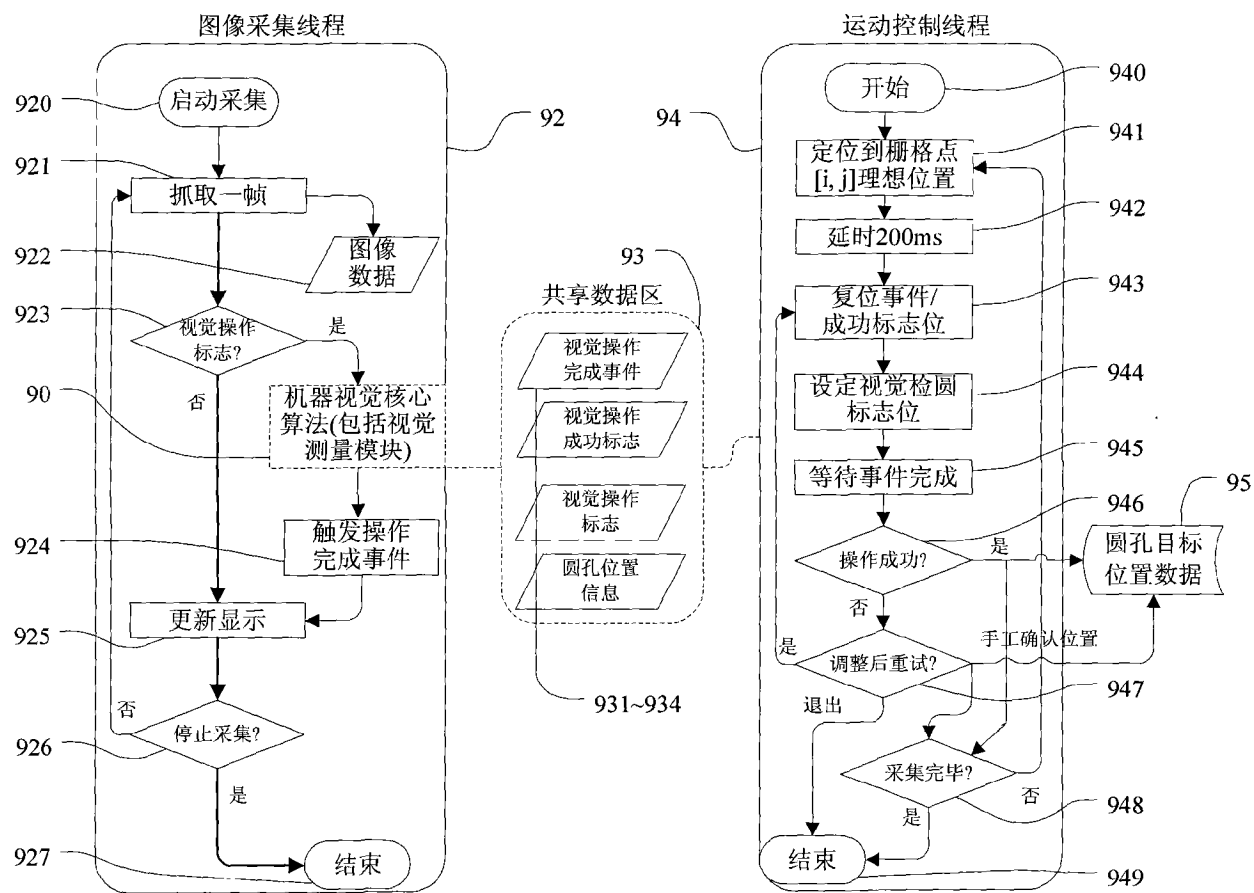 图像采集线程
920
启动采集
921
抓取一帧
922
图像
数据
923
视觉操作
标志?
是
否
90
机器视觉核心
算法(包括视觉
测量模块)
924
触发操作
完成事件
925
更新显示
否
926
停止采集?
是
927
结束
92
93
共享数据区
视觉操作
完成事件
视觉操作
成功标志
视觉操作
标志
圆孔位置
信息
931~934
94
运动控制线程
开始
940
定位到栅格点
[i, j]理想位置
941
延时200ms
942
复位事件/
成功标志位
943
设定视觉检圆
标志位
944
等待事件完成
945
操作成功?
946
是
否
95
圆孔目标
位置数据
手工确认位置
是
调整后重试?
947
退出
采集完毕?
否
948
是
结束
949